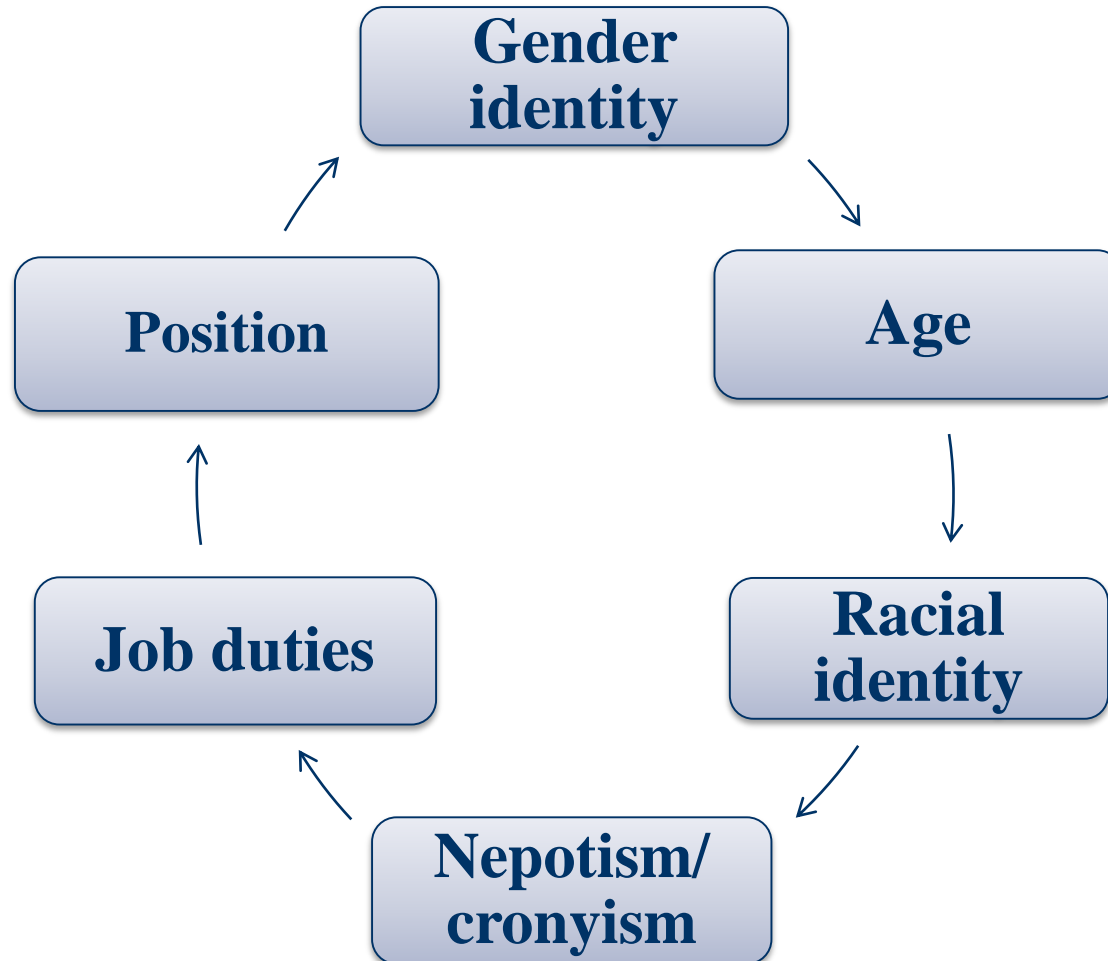 Gender
identity
Age
Racial
identity
Nepotism/
cronyism
Job duties
Position